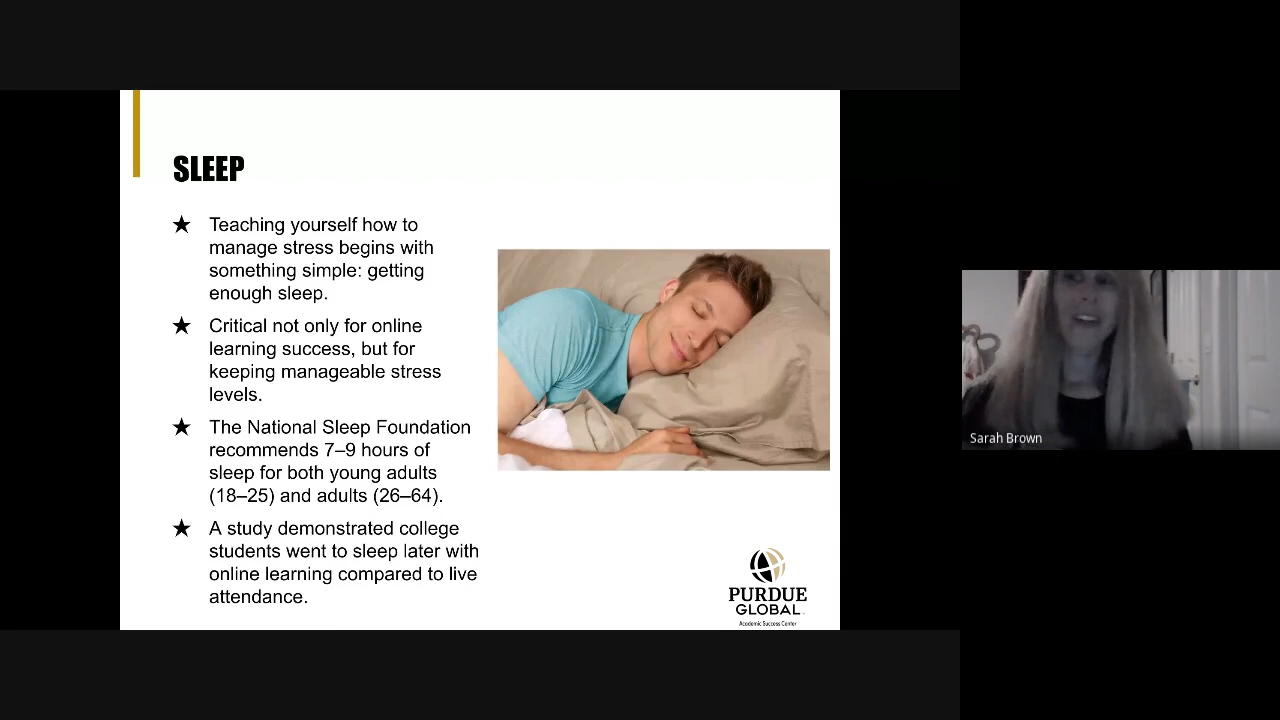 SLEEP
★ Teaching yourself how to
manage stress begins with
something simple: getting
enough sleep.
★ Critical not only for online
learning success, but for
keeping manageable stress
levels.
★ The National Sleep Foundation
recommends 7–9 hours of
sleep for both young adults
(18–25) and adults (26–64).
★ A study demonstrated college
students went to sleep later with
online learning compared to live
attendance.
PURDUE
GLOBAL
Academic Success Center
Sarah Brown